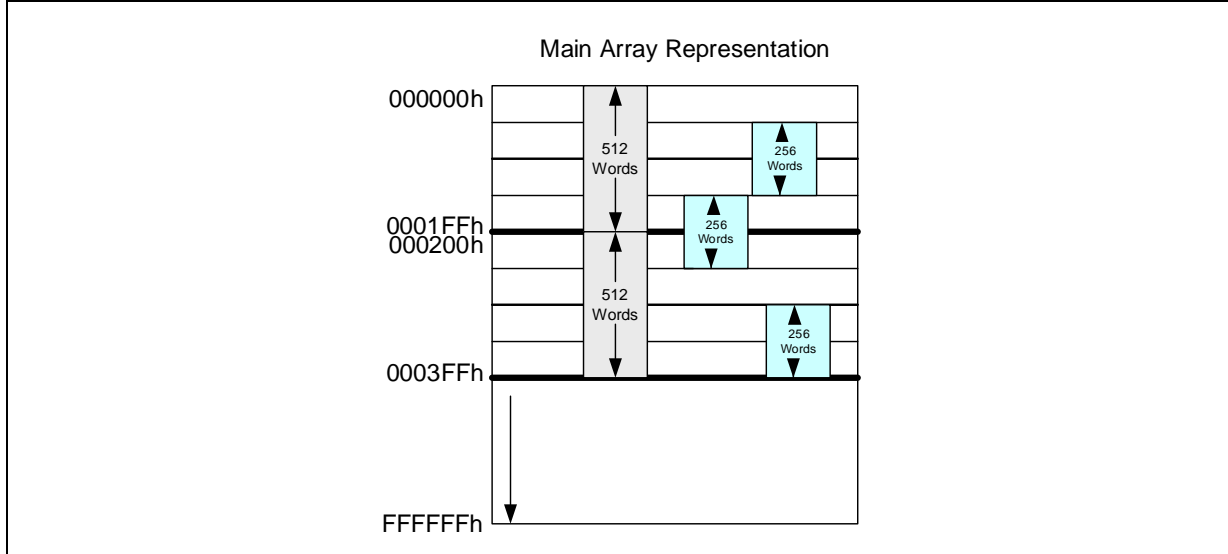 Main Array Representation
000000h
512
Words
256
Words
0001FFh
000200h
256
Words
512
Words
256
Words
0003FFh
FFFFFFh